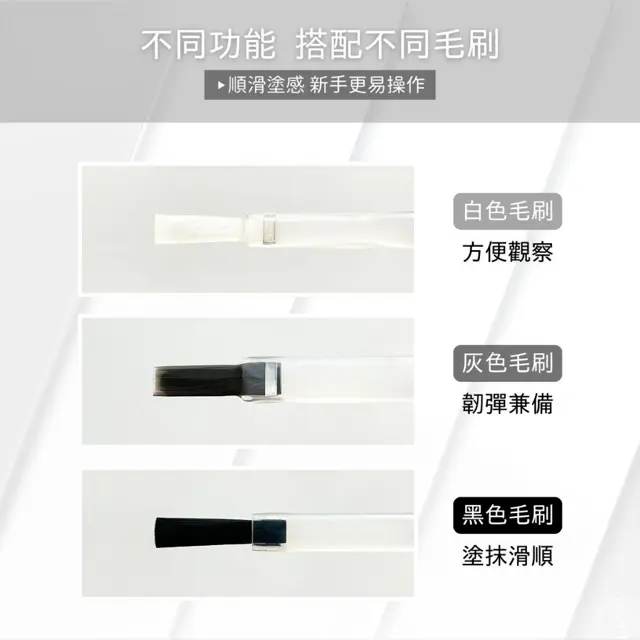 不同功能 搭配不同毛刷
▶順滑塗感 新手更易操作
白色毛刷
方便觀察
灰色毛刷
韌彈兼備
黑色毛刷
塗抹滑順